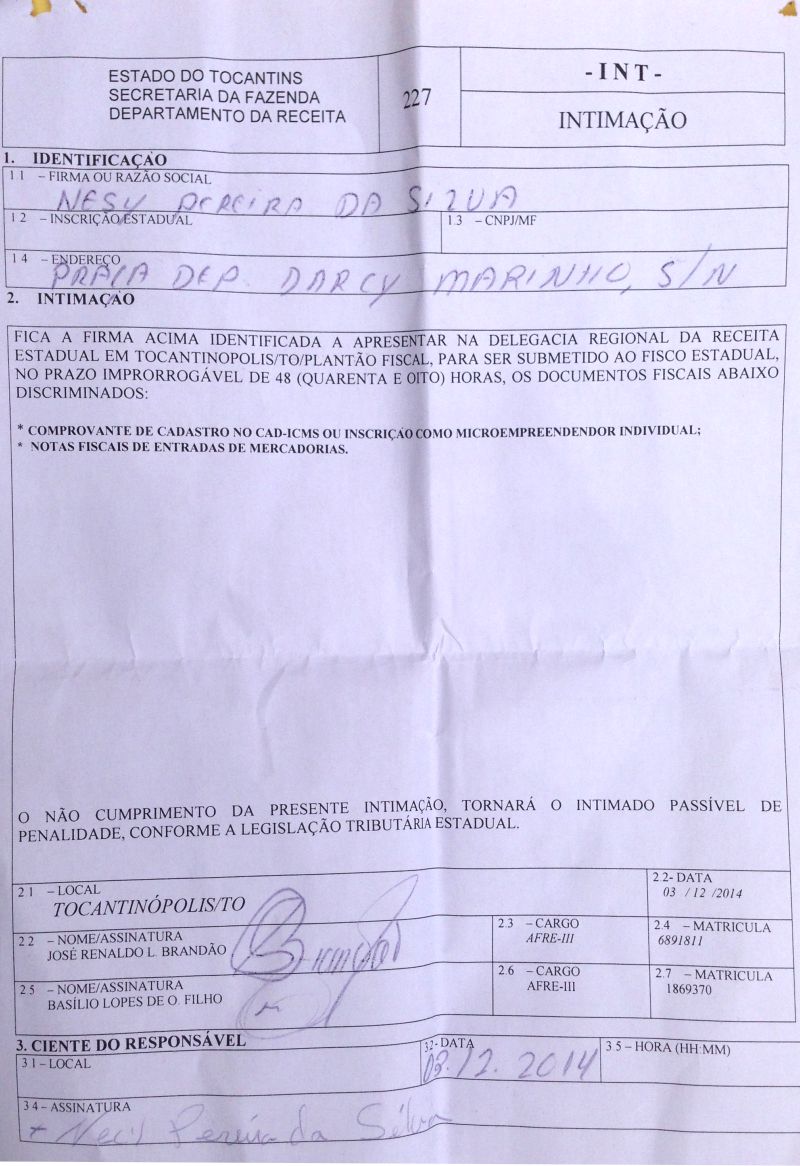 ESTADO DO TOCANTINS
SECRETARIA DA FAZENDA
DEPARTAMENTO DA RECEITA
227
- I N T -
INTIMAÇÃO
1. IDENTIFICAÇÃO
1 1 – FIRMA OU RAZÃO SOCIAL
NESY PEREIRA DA SILVA
1 2 – INSCRIÇÃO ESTADUAL
1 3 – CNPJ/MF
1 4 – ENDEREÇO
PRAÇA DEP. DARCY MARINHO, S/N
2. INTIMAÇÃO
FICA A FIRMA ACIMA IDENTIFICADA A APRESENTAR NA DELEGACIA REGIONAL DA RECEITA
ESTADUAL EM TOCANTINOPOLIS/TO/PLANTÃO FISCAL, PARA SER SUBMETIDO AO FISCO ESTADUAL,
NO PRAZO IMPRORROGÁVEL DE 48 (QUARENTA E OITO) HORAS, OS DOCUMENTOS FISCAIS ABAIXO
DISCRIMINADOS:
* COMPROVANTE DE CADASTRO NO CAD-ICMS OU INSCRIÇÃO COMO MICROEMPREENDENDOR INDIVIDUAL;
* NOTAS FISCAIS DE ENTRADAS DE MERCADORIAS.
O NÃO CUMPRIMENTO DA PRESENTE INTIMAÇÃO, TORNARÁ O INTIMADO PASSÍVEL DE
PENALIDADE, CONFORME A LEGISLAÇÃO TRIBUTÁRIA ESTADUAL.
2 1 – LOCAL
TOCANTINÓPOLIS/TO
2 2- DATA
03 / 12 /2014
2 2 – NOME/ASSINATURA
JOSÉ RENALDO L. BRANDÃO
2.3 – CARGO
AFRE-III
2.4 – MATRICULA
6891811
2 5 – NOME/ASSINATURA
BASÍLIO LOPES DE O. FILHO
2.6 – CARGO
AFRE-III
2.7 – MATRICULA
1869370
3. CIENTE DO RESPONSÁVEL
3 1 – LOCAL
32- DATA
03.12.2014
3 5 – HORA (HH:MM)
3 4 – ASSINATURA
Pereira da Silva